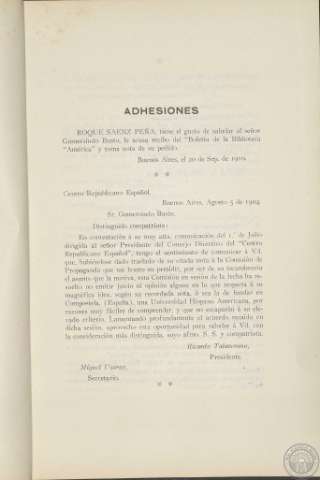 ADHESIONES
ROQUE SAENZ PEÑA, tiene el gusto de saludar al señor
Gumersindo Busto, le acusa recibo del "Boletín de la Biblioteca
"América" y toma nota de su pedido.
Buenos Aires, el 20 de Sep. de 1909
* *
Centro Republicano Español.
Buenos Aires, Agosto 5 de 1904
Sr. Gumersindo Busto.
Distinguido compatriota:
En contestación á su muy atta. comunicación del 1.° de Julio
dirigida al señor Presidente del Consejo Directivo del "Centro
Republicano Español", tengo el sentimiento de comunicar á Vd.
que, habiéndose dado traslado de su citada nota á la Comisión de
Propaganda que me honro en presidir, por ser de su incumbencia
el asunto que la motiva, esta Comisión en sesión de la fecha ha re-
suelto no emitir juicio ni opinión alguna en lo que respecta á su
magnífica idea, según su recordada nota, ó sea la de fundar en
Compostela, (España), una Universidad Hispano Americana, por
razones muy fáciles de comprender, y que no escaparán á su ele-
vado criterio. Lamentando profundamente el acuerdo recaído en
dicha sesión, aprovecho esta oportunidad para saludar á Vd. con
la consideración más distinguida, suyo afmo. S. S. y compatriota.
Ricardo
Presidente.
Miguel
Secretario.
* *